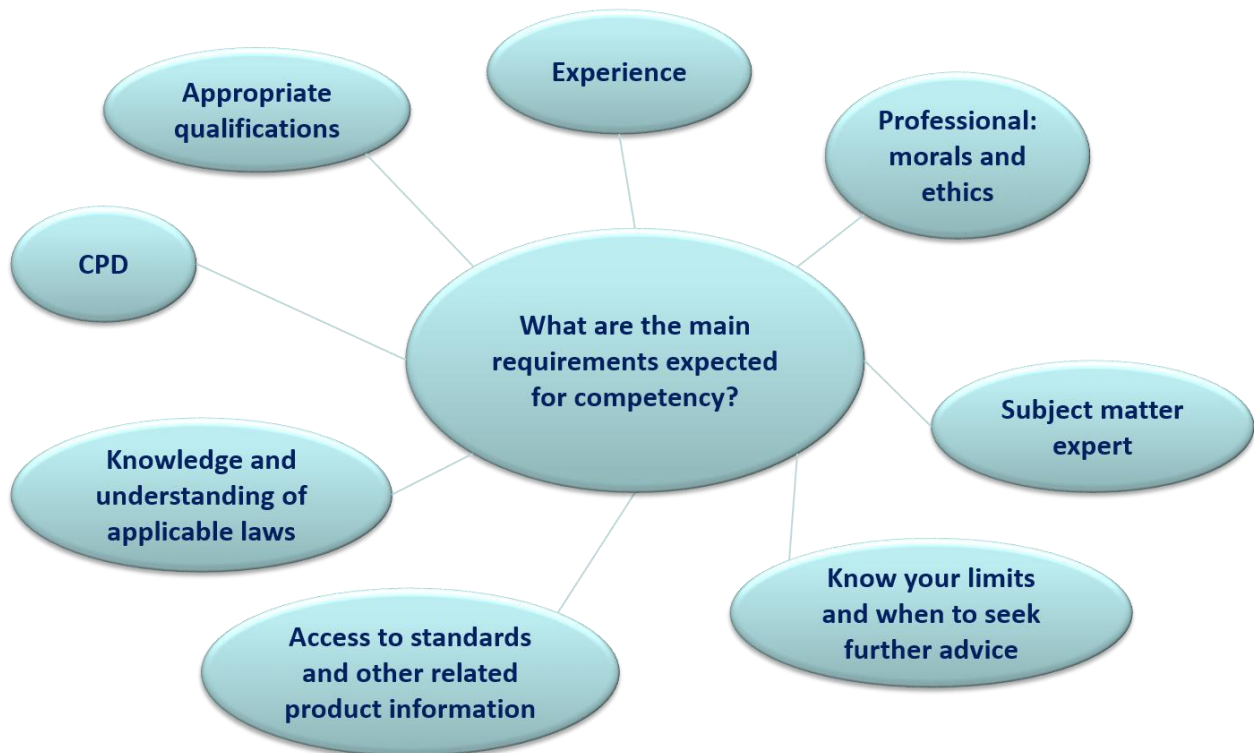 Experience
Appropriate
qualifications
Professional:
morals and
ethics
CPD
What are the main
requirements expected
for competency?
Subject matter
expert
Knowledge and
understanding of
applicable laws
Know your limits
and when to seek
further advice
Access to standards
and other related
product information